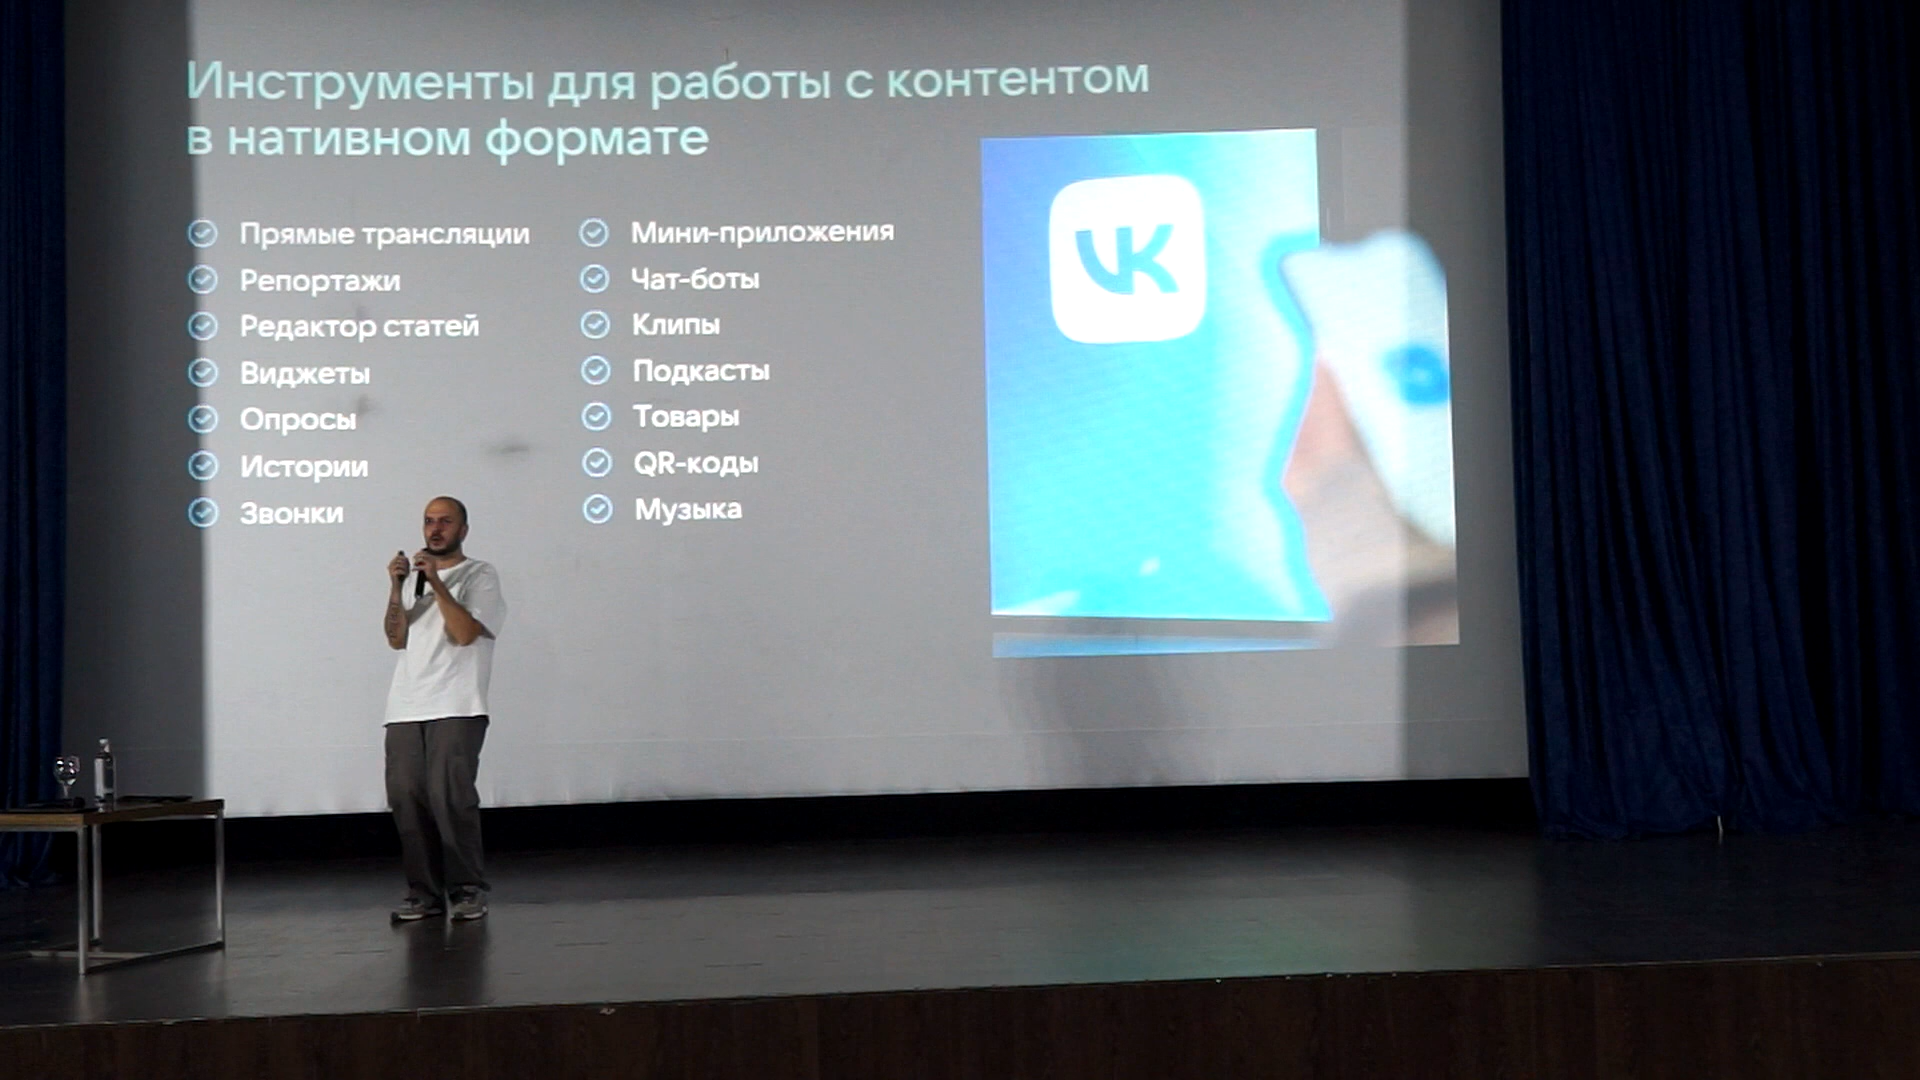 Инструменты для работы с контентом
в нативном формате
Прямые трансляции
Репортажи
Редактор статей
Виджеты
Опросы
Истории
Звонки
Мини-приложения
Чат-боты
Клипы
Подкасты
Товары
QR-коды
Музыка
VK